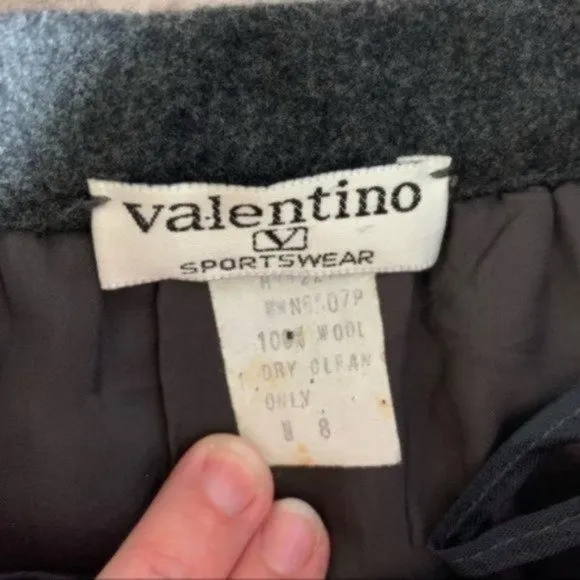 valentino
V
SPORTSWEAR
100% WOOL
DRY CLEAN
ONLY
8